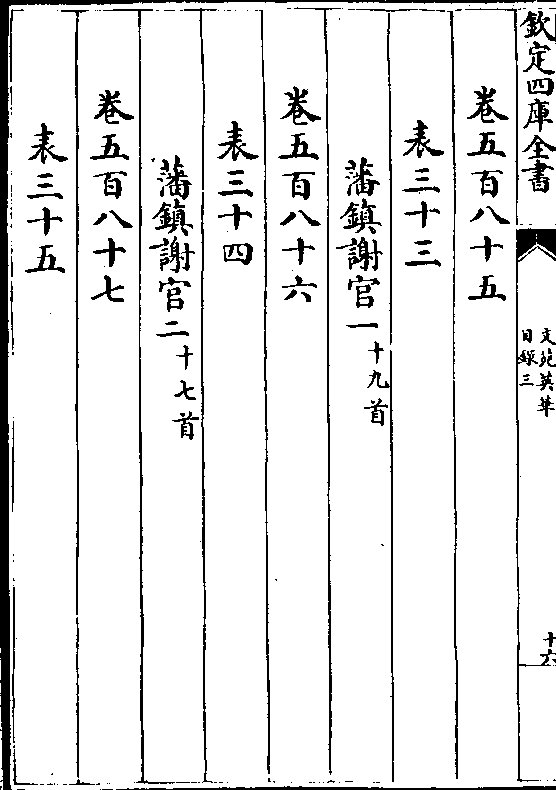 欽定四庫全書
文苑英華
目錄三
十六
卷五百八十五
表三十三
藩鎮謝官一十九首
卷五百八十六
表三十四
藩鎮謝官二十七首
卷五百八十七
表三十五